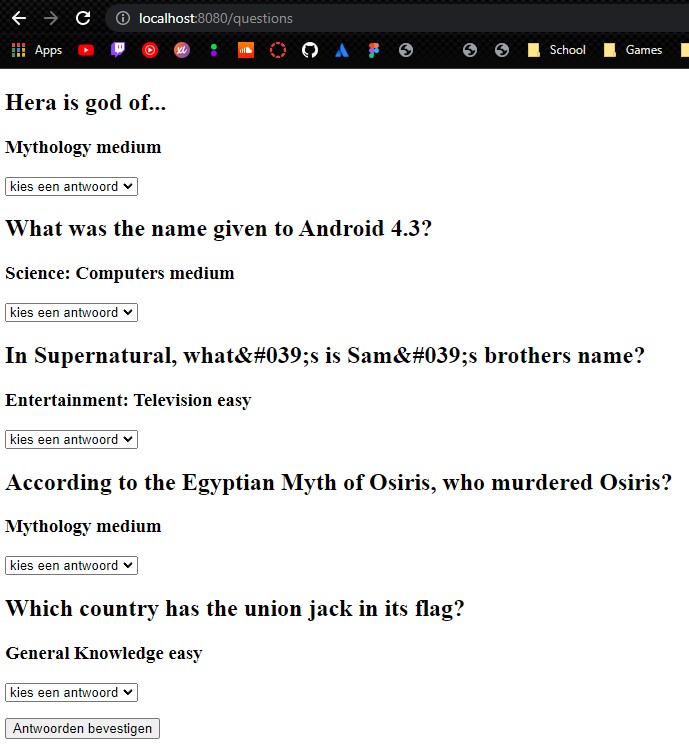 localhost:8080/questions
Apps School Games
Hera is god of...
Mythology medium
kies een antwoord
What was the name given to Android 4.3?
Science: Computers medium
kies een antwoord
In Supernatural, what&#039;s is Sam&#039;s brothers name?
Entertainment: Television easy
kies een antwoord
According to the Egyptian Myth of Osiris, who murdered Osiris?
Mythology medium
kies een antwoord
Which country has the union jack in its flag?
General Knowledge easy
kies een antwoord
Antwoorden bevestigen